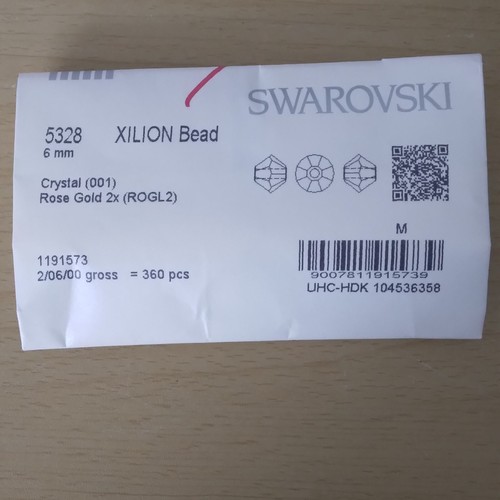 SWAROVSKI
5328 XILION Bead
6 mm
Crystal (001)
Rose Gold 2x (ROGL2)
M
1191573
2/06/00 gross = 360 pcs
9007811915739
UHC-HDK 104536358